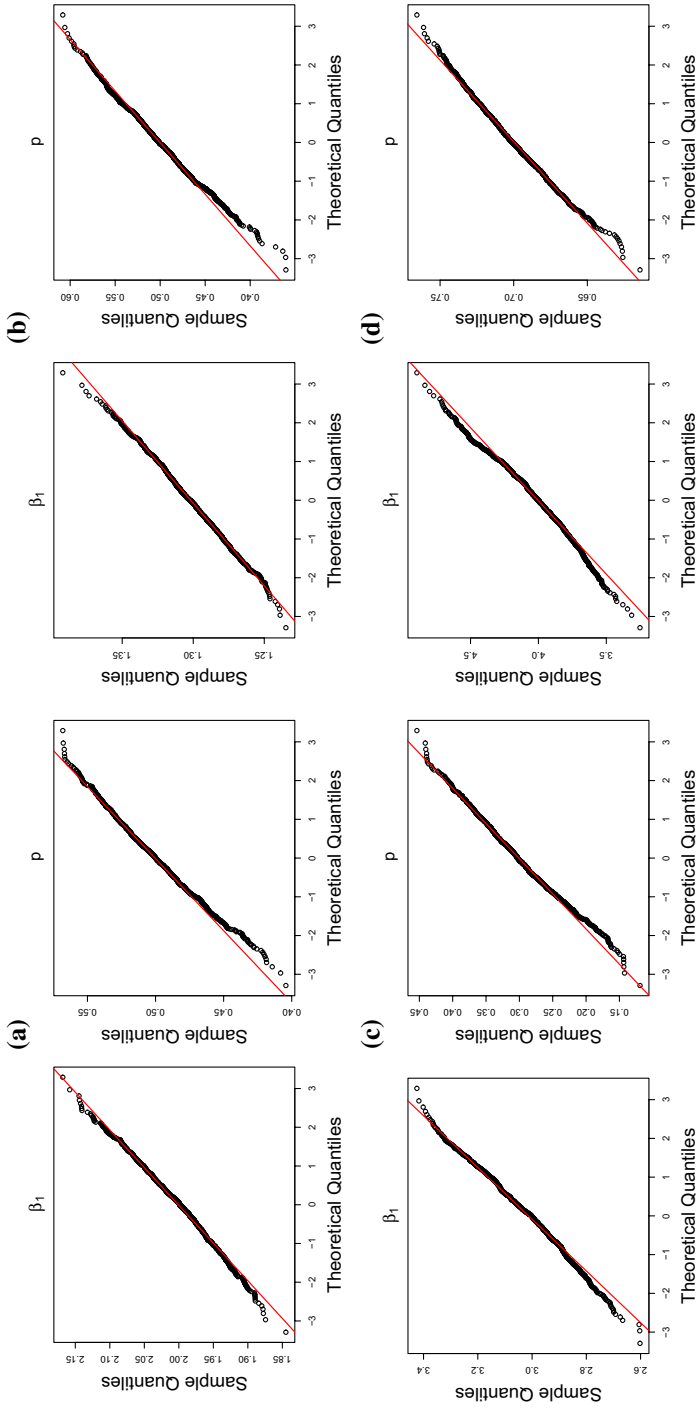 (a)
β1
Sample Quantiles
2.15
2.10
2.05
2.00
1.95
1.90
1.85
-3 -2 -1 0 1 2 3
Theoretical Quantiles
p
Sample Quantiles
0.55
0.50
0.45
0.40
-3 -2 -1 0 1 2 3
Theoretical Quantiles
(b)
β1
Sample Quantiles
1.35
1.30
1.25
-3 -2 -1 0 1 2 3
Theoretical Quantiles
p
Sample Quantiles
0.60
0.55
0.50
0.45
0.40
-3 -2 -1 0 1 2 3
Theoretical Quantiles
(c)
β1
Sample Quantiles
3.4
3.2
3.0
2.8
2.6
-3 -2 -1 0 1 2 3
Theoretical Quantiles
p
Sample Quantiles
0.45
0.40
0.35
0.30
0.25
0.20
0.15
-3 -2 -1 0 1 2 3
Theoretical Quantiles
(d)
β1
Sample Quantiles
4.5
4.0
3.5
-3 -2 -1 0 1 2 3
Theoretical Quantiles
p
Sample Quantiles
0.75
0.70
0.65
-3 -2 -1 0 1 2 3
Theoretical Quantiles